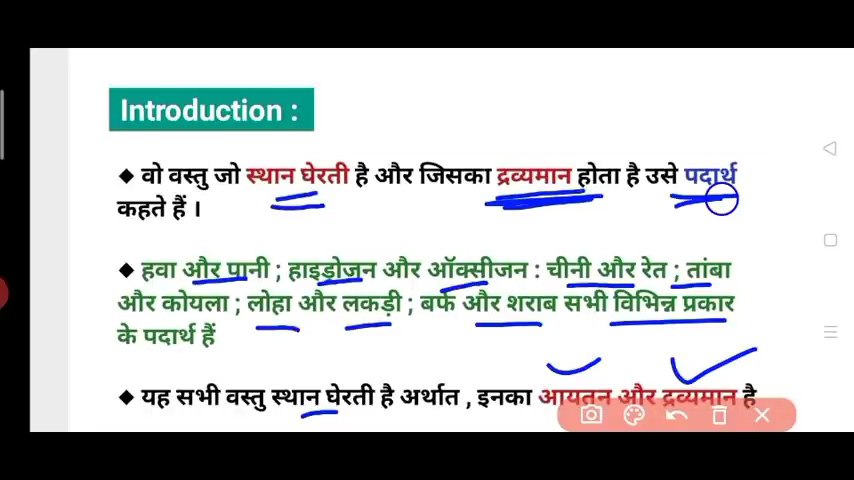 Introduction :
◆ वो वस्तु जो स्थान घेरती है और जिसका द्रव्यमान होता है उसे पदार्थ
कहते हैं ।
◆ हवा और पानी ; हाइड्रोजन और ऑक्सीजन : चीनी और रेत ; तांबा
और कोयला ; लोहा और लकड़ी ; बर्फ और शराब सभी विभिन्न प्रकार
के पदार्थ हैं
◆ यह सभी वस्तु स्थान घेरती है अर्थात , इनका आयतन और द्रव्यमान है